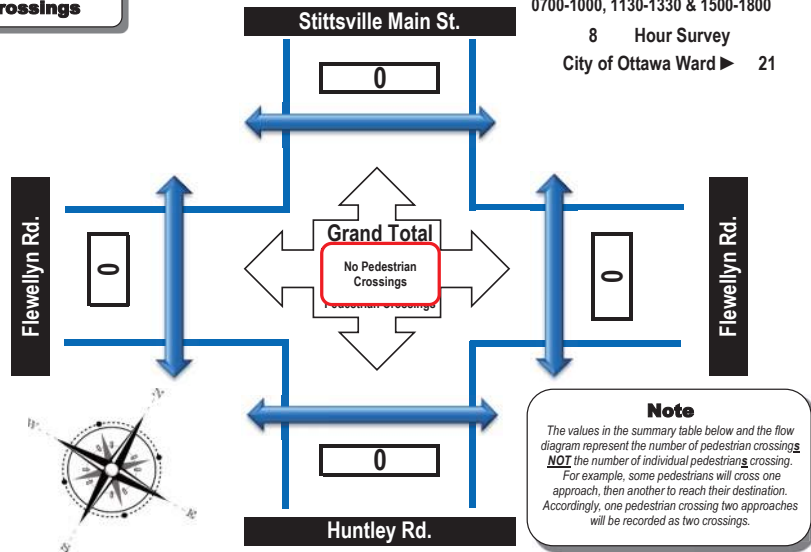 rossings
0700-1000, 1130-1330 & 1500-1800
8 Hour Survey
City of Ottawa Ward ► 21
Stittsville Main St.
0
Flewellyn Rd.
0
Grand Total
No Pedestrian
Crossings
Pedestrian Crossings
0
Flewellyn Rd.
N
W
E
S
0
Huntley Rd.
Note
The values in the summary table below and the flow
diagram represent the number of pedestrian crossings
NOT the number of individual pedestrians crossing.
For example, some pedestrians will cross one
approach, then another to reach their destination.
Accordingly, one pedestrian crossing two approaches
will be recorded as two crossings.